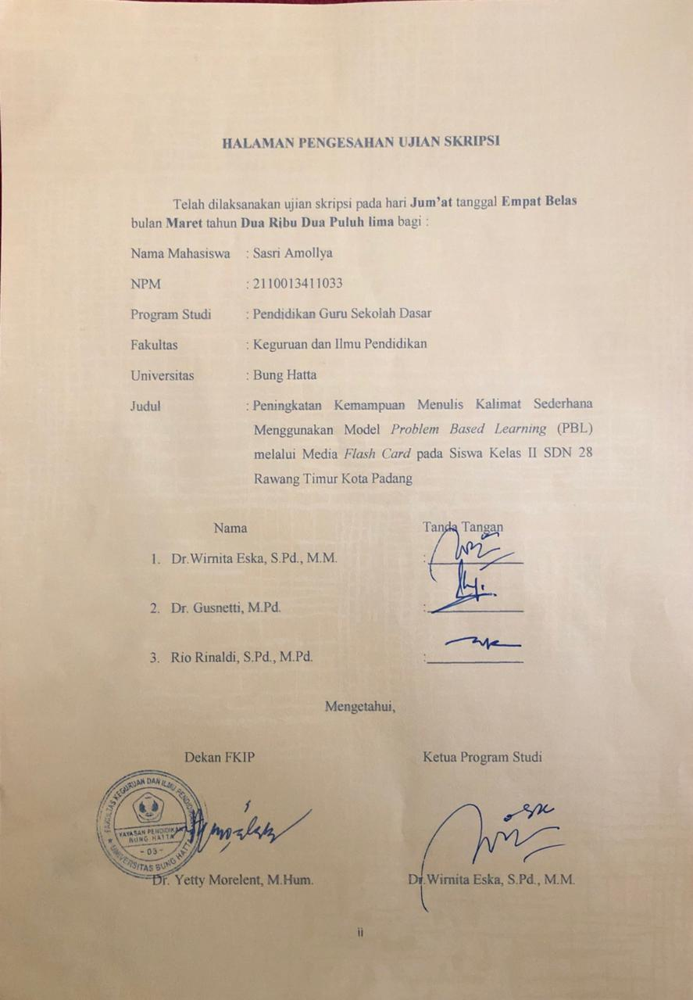 HALAMAN PENGESAHAN UJIAN SKRIPSI
Telah dilaksanakan ujian skripsi pada hari Jum'at tanggal Empat Belas
bulan Maret tahun Dua Ribu Dua Puluh lima bagi :
Nama Mahasiswa : Sasri Amollya
NPM : 2110013411033
Program Studi : Pendidikan Guru Sekolah Dasar
Fakultas : Keguruan dan Ilmu Pendidikan
Universitas : Bung Hatta
Judul : Peningkatan Kemampuan Menulis Kalimat Sederhana
Menggunakan Model Problem Based Learning (PBL)
melalui Media Flash Card pada Siswa Kelas II SDN 28
Rawang Timur Kota Padang
Nama Tanda Tangan
1. Dr.Wirnita Eska, S.Pd., M.M. :
2. Dr. Gusnetti, M.Pd. :
3. Rio Rinaldi, S.Pd., M.Pd. :
Mengetahui,
Dekan FKIP Ketua Program Studi
FAKULTAS KEGURUAN DAN ILMU PENDIDIKAN
YAYASAN PENDIDIKAN
BUNG HATTA
- 03 -
UNIVERSITAS BUNG HATTA
Dr. Yetty Morelent, M.Hum. Dr.Wirnita Eska, S.Pd., M.M.
ii